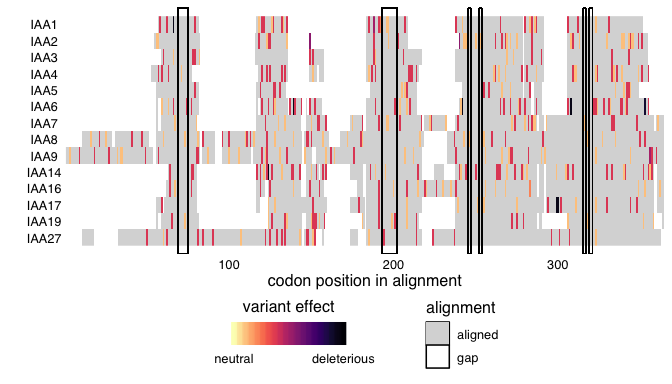 IAA1
IAA2
IAA3
IAA4
IAA5
IAA6
IAA7
IAA8
IAA9
IAA14
IAA16
IAA17
IAA19
IAA27
100 200 300
codon position in alignment
variant effect
neutral deleterious
alignment
aligned
gap